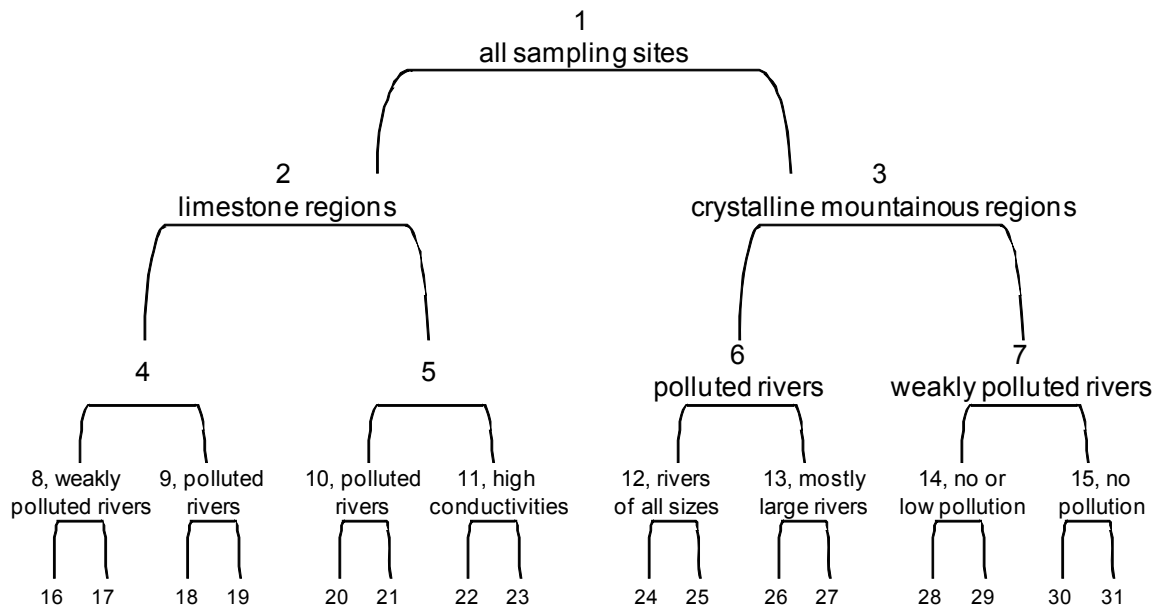 1
all sampling sites
2
limestone regions
3
crystalline mountainous regions
4
5
6
polluted rivers
7
weakly polluted rivers
8, weakly
polluted rivers
9, polluted
rivers
10, polluted
rivers
11, high
conductivities
12, rivers
of all sizes
13, mostly
large rivers
14, no or
low pollution
15, no
pollution
16 17 18 19 20 21 22 23 24 25 26 27 28 29 30 31